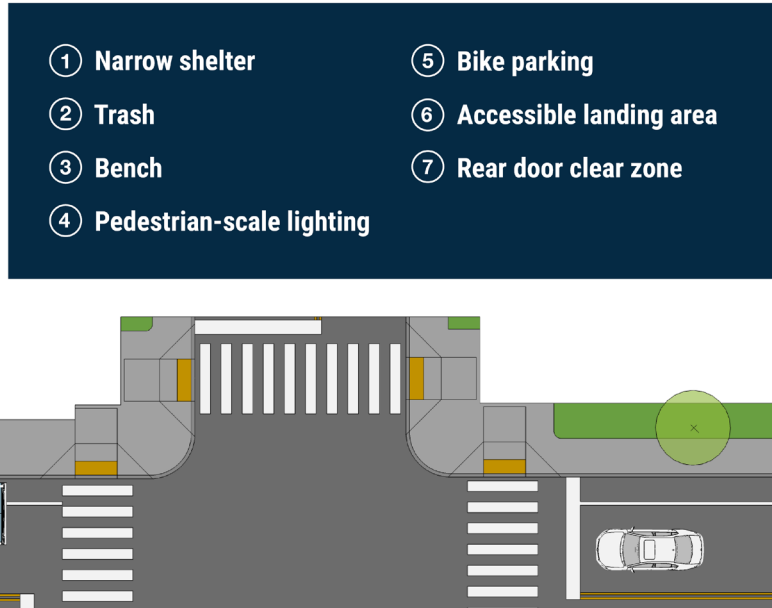 1 Narrow shelter
2 Trash
3 Bench
4 Pedestrian-scale lighting
5 Bike parking
6 Accessible landing area
7 Rear door clear zone